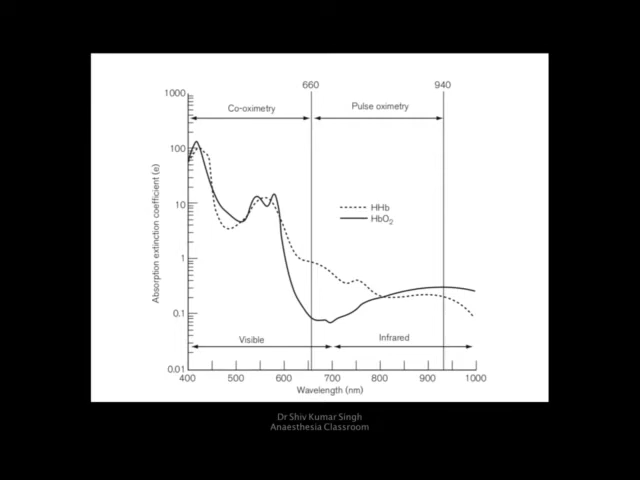 660
940
1000
Co-oximetry
Pulse oximetry
100
10
HHb
HbO2
1
0.1
Visible
Infrared
0.01
400 500 600 700 800 900 1000
Wavelength (nm)
Absorption extinction coefficient (e)
Dr Shiv Kumar Singh
Anaesthesia Classroom